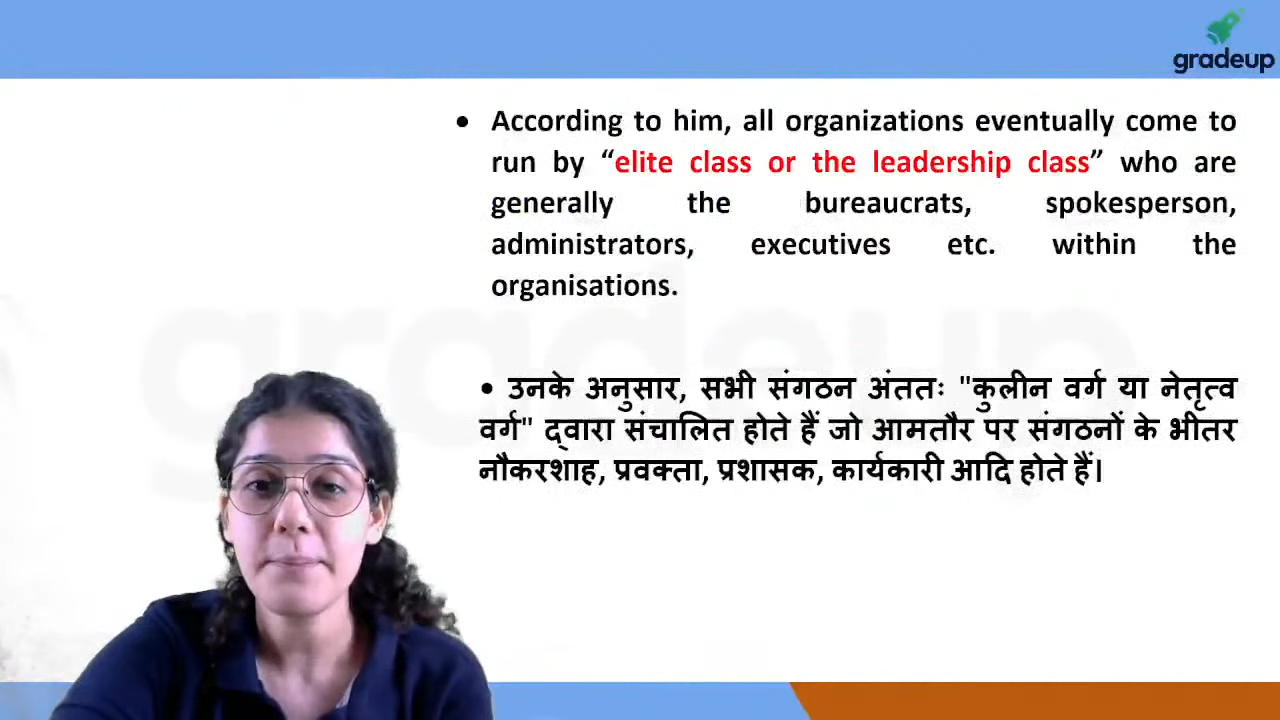 gradeup
• According to him, all organizations eventually come to
run by “elite class or the leadership class” who are
generally the bureaucrats, spokesperson,
administrators, executives etc. within the
organisations.
gradeup
• उनके अनुसार, सभी संगठन अंततः "कुलीन वर्ग या नेतृत्व
वर्ग" द्वारा संचालित होते हैं जो आमतौर पर संगठनों के भीतर
नौकरशाह, प्रवक्ता, प्रशासक, कार्यकारी आदि होते हैं।